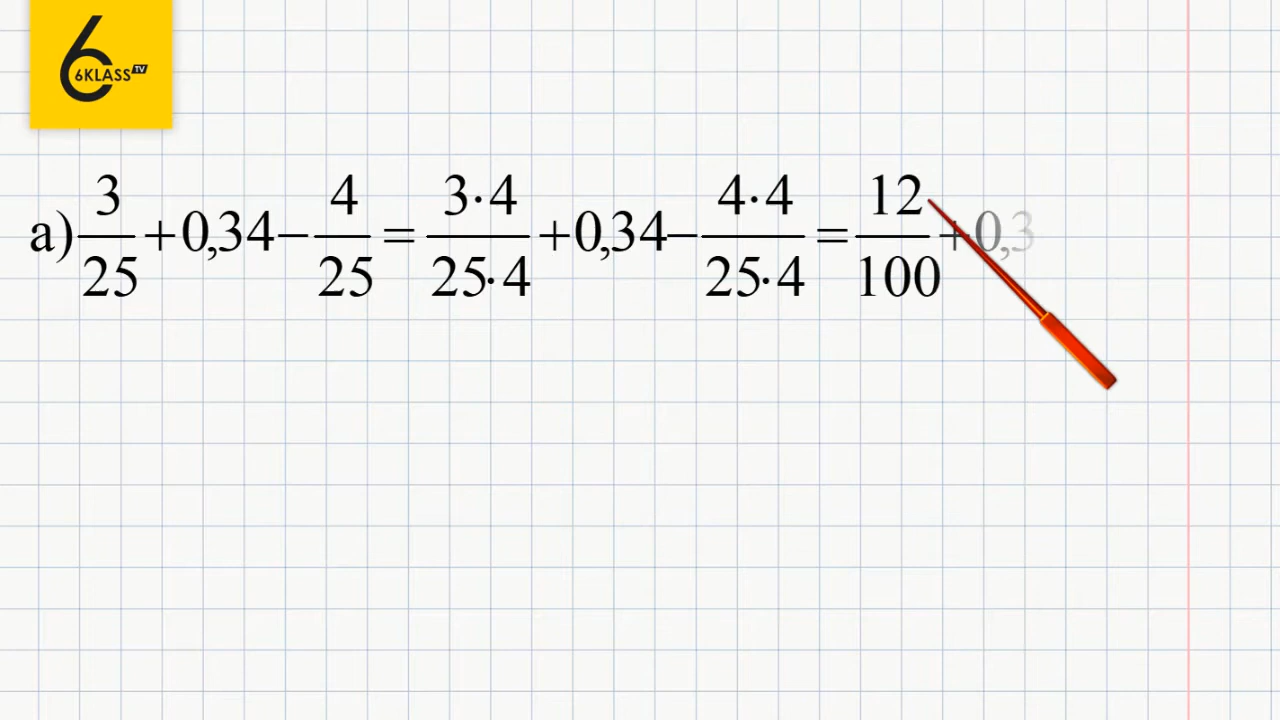 6KLASS TV
а) 3/25 + 0,34 − 4/25 = 3·4/25·4 + 0,34 − 4·4/25·4 = 12/100 + 0,3